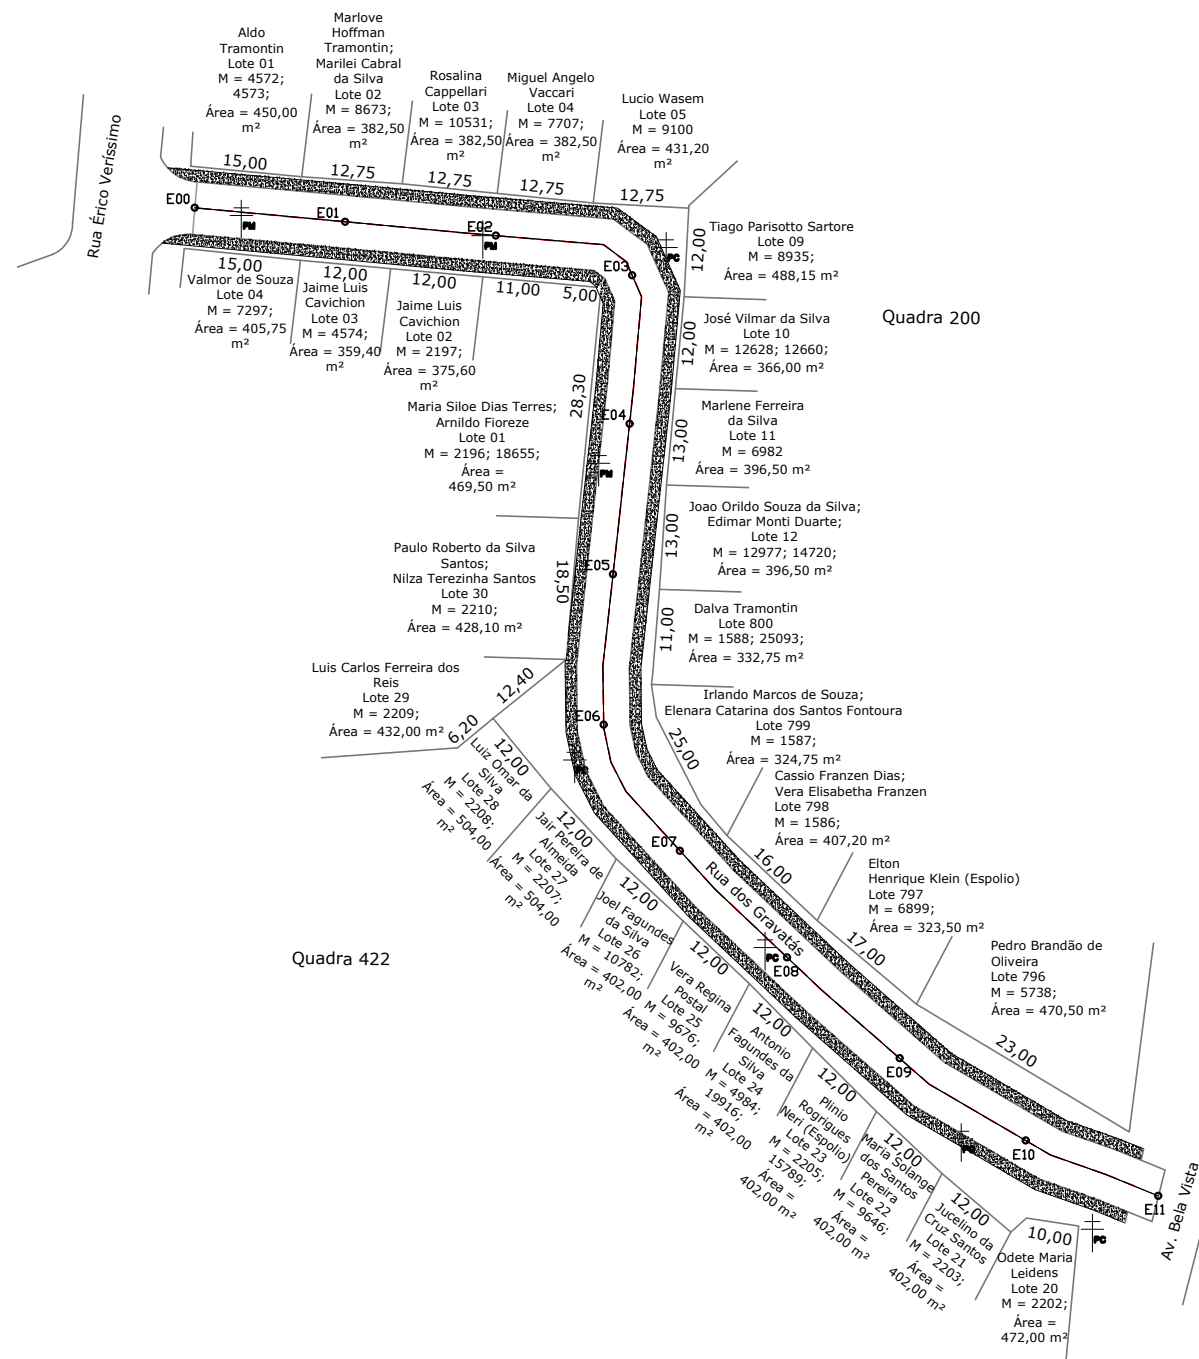 Aldo
Tramontin
Lote 01
M = 4572;
4573;
Área = 450,00
m²
Marlove
Hoffman
Tramontin;
Marilei Cabral
da Silva
Lote 02
M = 8673;
Área = 382,50
m²
Rosalina
Cappellari
Lote 03
M = 10531;
Área = 382,50
m²
Miguel Angelo
Vaccari
Lote 04
M = 7707;
Área = 382,50
m²
Lucio Wasem
Lote 05
M = 9100
Área = 431,20
m²
Rua Érico Veríssimo
15,00
12,75
12,75
12,75
12,75
E00
E01
E02
E03
PM
PM
PC
12,00
Tiago Parisotto Sartore
Lote 09
M = 8935;
Área = 488,15 m²
15,00
12,00
12,00
11,00
5,00
Valmor de Souza
Lote 04
M = 7297;
Área = 405,75
m²
Jaime Luis
Cavichion
Lote 03
M = 4574;
Área = 359,40
m²
Jaime Luis
Cavichion
Lote 02
M = 2197;
Área = 375,60
m²
Quadra 200
12,00
José Vilmar da Silva
Lote 10
M = 12628; 12660;
Área = 366,00 m²
28,30
Maria Siloe Dias Terres;
Arnildo Fioreze
Lote 01
M = 2196; 18655;
Área =
469,50 m²
E04
PM
13,00
Marlene Ferreira
da Silva
Lote 11
M = 6982
Área = 396,50 m²
13,00
Joao Orildo Souza da Silva;
Edimar Monti Duarte;
Lote 12
M = 12977; 14720;
Área = 396,50 m²
Paulo Roberto da Silva
Santos;
Nilza Terezinha Santos
Lote 30
M = 2210;
Área = 428,10 m²
18,50
E05
11,00
Dalva Tramontin
Lote 800
M = 1588; 25093;
Área = 332,75 m²
Luis Carlos Ferreira dos
Reis
Lote 29
M = 2209;
Área = 432,00 m²
12,40
6,20
E06
PC
25,00
Irlando Marcos de Souza;
Elenara Catarina dos Santos Fontoura
Lote 799
M = 1587;
Área = 324,75 m²
Cassio Franzen Dias;
Vera Elisabetha Franzen
Lote 798
M = 1586;
Área = 407,20 m²
12,00
Luiz Omar da
Silva
Lote 28
M = 2208;
Área = 504,00
m²
12,00
Jair Pereira de
Almeida
Lote 27
M = 2207;
Área = 504,00
m²
E07
Rua dos Gravatás
16,00
Elton
Henrique Klein (Espolio)
Lote 797
M = 6899;
Área = 323,50 m²
12,00
Joel Fagundes
da Silva
Lote 26
M = 10782;
Área = 402,00
m²
17,00
Pedro Brandão de
Oliveira
Lote 796
M = 5738;
Área = 470,50 m²
Quadra 422
12,00
Vera Regina
Postal
Lote 25
M = 9676;
Área = 402,00
m²
PC
E08
12,00
Antonio
Fagundes da
Silva
Lote 24
M = 4984;
19916;
Área = 402,00
m²
E09
23,00
12,00
Plinio
Rogrigues
Neri (Espolio)
Lote 23
M = 2205;
15789;
Área =
402,00 m²
12,00
Maria Solange
dos Santos
Pereira
Lote 22
M = 9646;
Área =
402,00 m²
PC
E10
12,00
Jucelino da
Cruz Santos
Lote 21
M = 2203;
Área =
402,00 m²
E11
Av. Bela Vista
10,00
PC
Odete Maria
Leidens
Lote 20
M = 2202;
Área =
472,00 m²